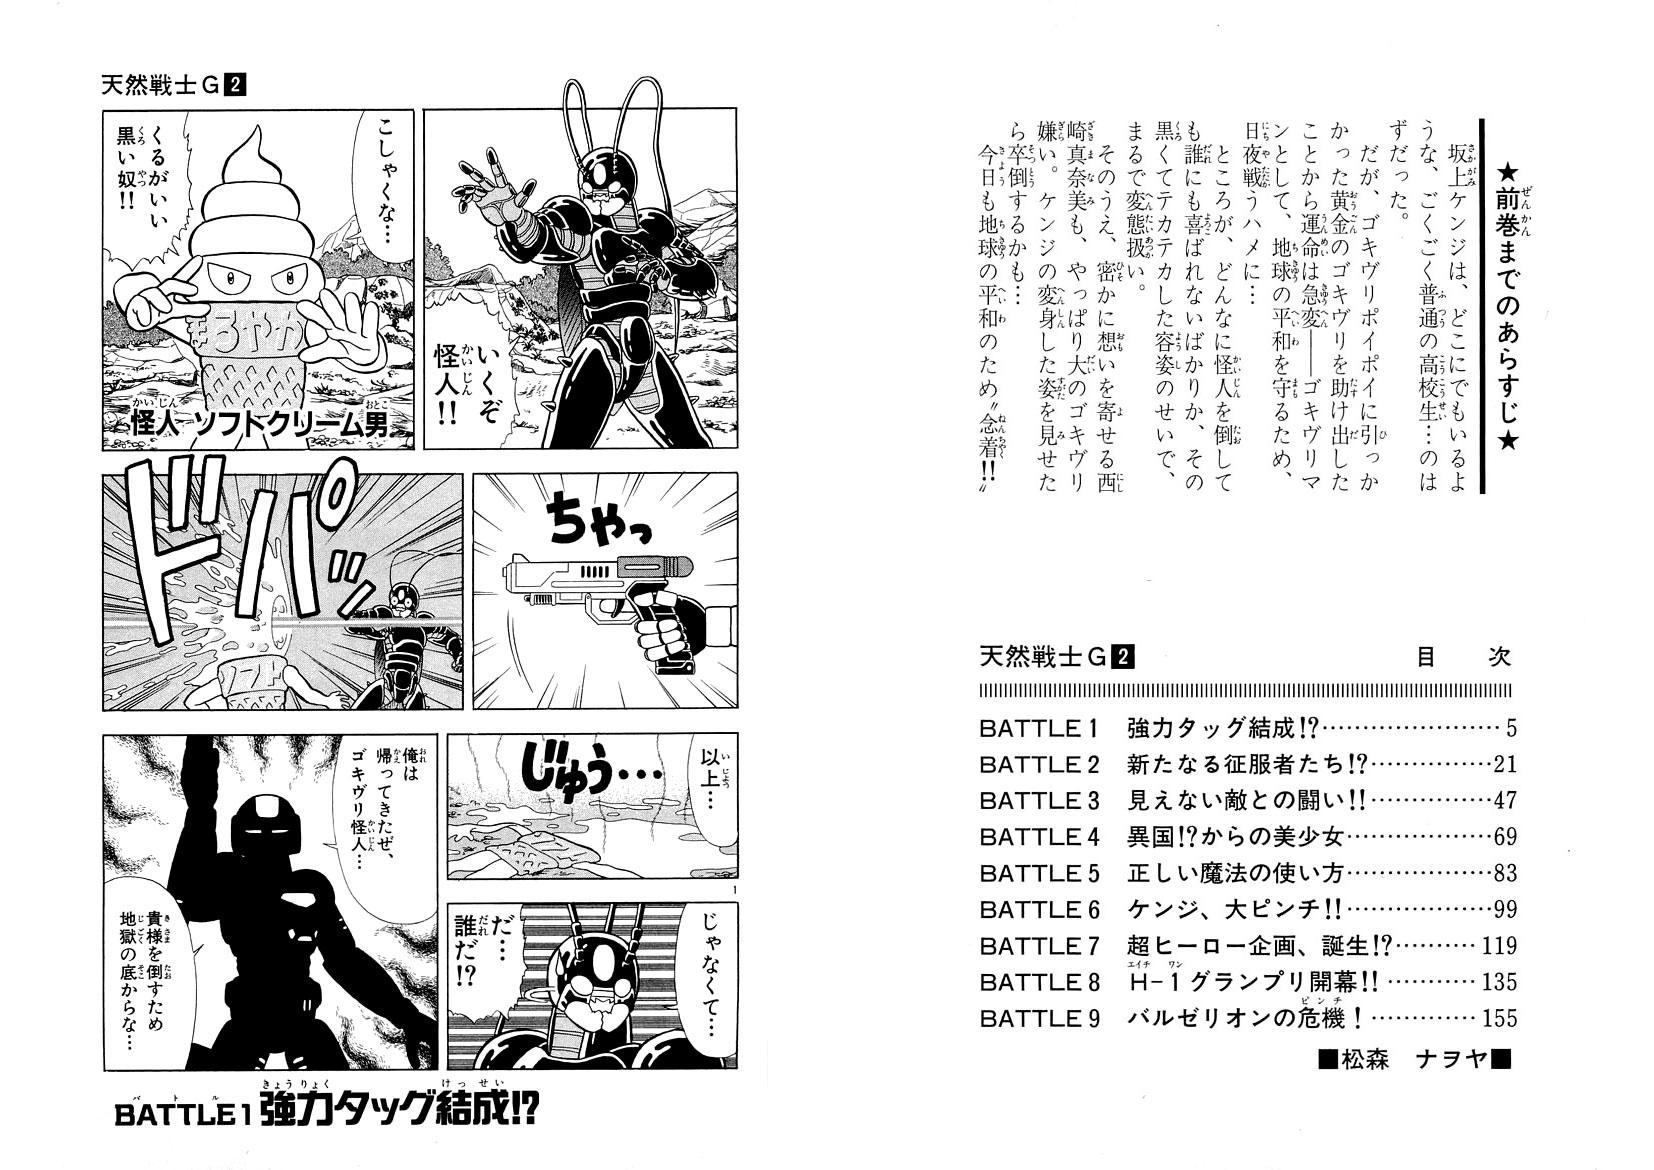 ★前巻までのあらすじ★
坂上ケンジは、どこにでもいるよ
うな、ごくごく普通の高校生…のは
ずだった。
だが、ゴキヴリポイポイに引っか
かった黄金のゴキヴリを助け出した
ことから運命は急変――ゴキヴリマ
ンとして、地球の平和を守るため、
日夜戦うハメに…
ところが、どんなに怪人を倒して
も誰にも喜ばれないばかりか、その
黒くてテカテカした容姿のせいで、
まるで変態扱い。
そのうえ、密かに想いを寄せる西
崎真奈美も、やっぱり大のゴキヴリ
嫌い。ケンジの変身した姿を見せた
ら卒倒するかも…
今日も地球の平和のため〝念着!!〟
天然戦士G2
目次
BATTLE1 強力タッグ結成!?……………………5
BATTLE2 新たなる征服者たち!?……………21
BATTLE3 見えない敵との闘い!!……………47
BATTLE4 異国!?からの美少女………………69
BATTLE5 正しい魔法の使い方………………83
BATTLE6 ケンジ、大ピンチ!!………………99
BATTLE7 超ヒーロー企画、誕生!?…………119
BATTLE8 H-1グランプリ開幕!!…………135
BATTLE9 バルゼリオンの危機!…………155
■松森 ナヲヤ■
天然戦士G2
いくぞ
怪人!!
こしゃくな…
くるがいい
黒い奴!!
まろやか
怪人 ソフトクリーム男
ちゃっ
ドパッ
ソフト
以上…
じゅう…
1
じゃなくて…
だ…
誰だ!?
俺は
帰ってきたぜ、
ゴキヴリ怪人…
貴様を倒すため
地獄の底からな…
BATTLE1 強力タッグ結成!?